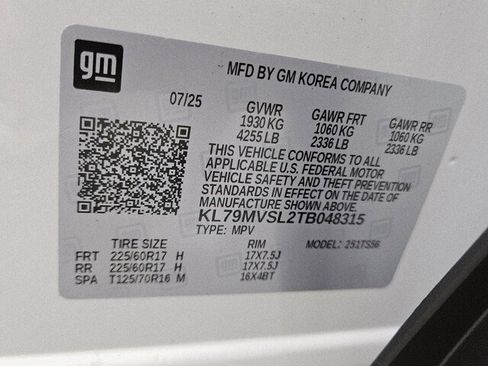 gm
MFD BY GM KOREA COMPANY
07/25 GVWR GAWR FRT GAWR RR
1930 KG 1060 KG 1060 KG
4255 LB 2336 LB 2336 LB
THIS VEHICLE CONFORMS TO ALL
APPLICABLE U.S. FEDERAL MOTOR
VEHICLE SAFETY AND THEFT PREVENTION
STANDARDS IN EFFECT ON THE DATE OF
MANUFACTURE SHOWN ABOVE.
KL79MVSL2TB048315
TYPE: MPV MODEL: 251TS56
TIRE SIZE RIM
FRT 225/60R17 H 17X7.5J
RR 225/60R17 H 17X7.5J
SPA T125/70R16 M 16X4BT